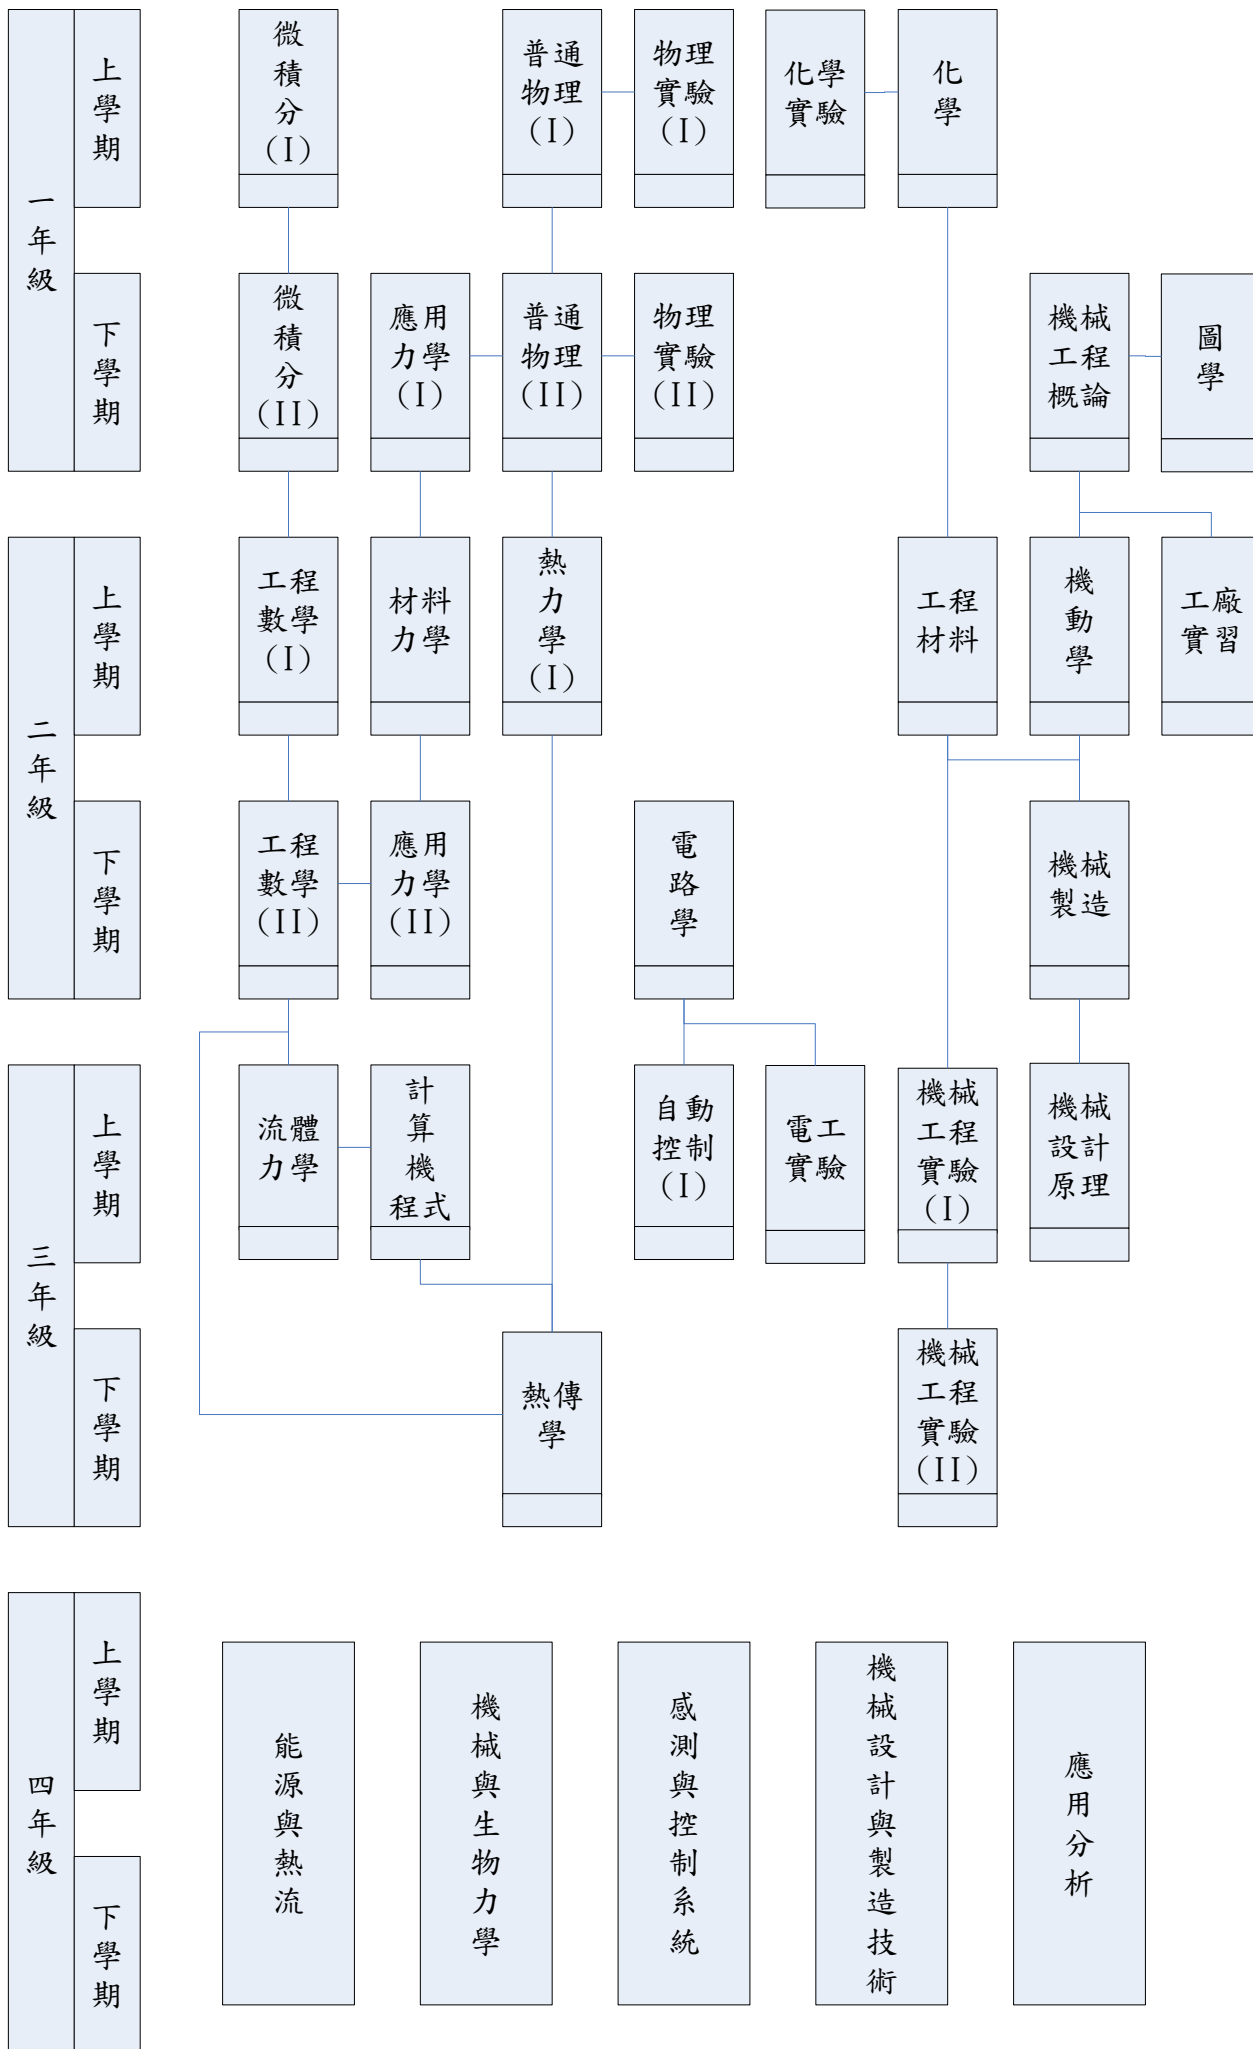 一年級
上學期
微積分(I)
普通
物理
(I)
物理
實驗
(I)
化學
實驗
化學
下學期
微積分(II)
應用
力學
(I)
普通
物理
(II)
物理
實驗
(II)
機械
工程
概論
圖學
二年級
上學期
工程
數學
(I)
材料
力學
熱力學(I)
工程
材料
機動學
工廠
實習
下學期
工程
數學
(II)
應用
力學
(II)
電路學
機械
製造
三年級
上學期
流體
力學
計算機
程式
自動
控制
(I)
電工
實驗
機械
工程
實驗
(I)
機械
設計
原理
下學期
熱傳
學
機械
工程
實驗
(II)
四年級
上學期
下學期
能源與熱流
機械與生物力學
感測與控制系統
機械設計與製造技術
應用分析